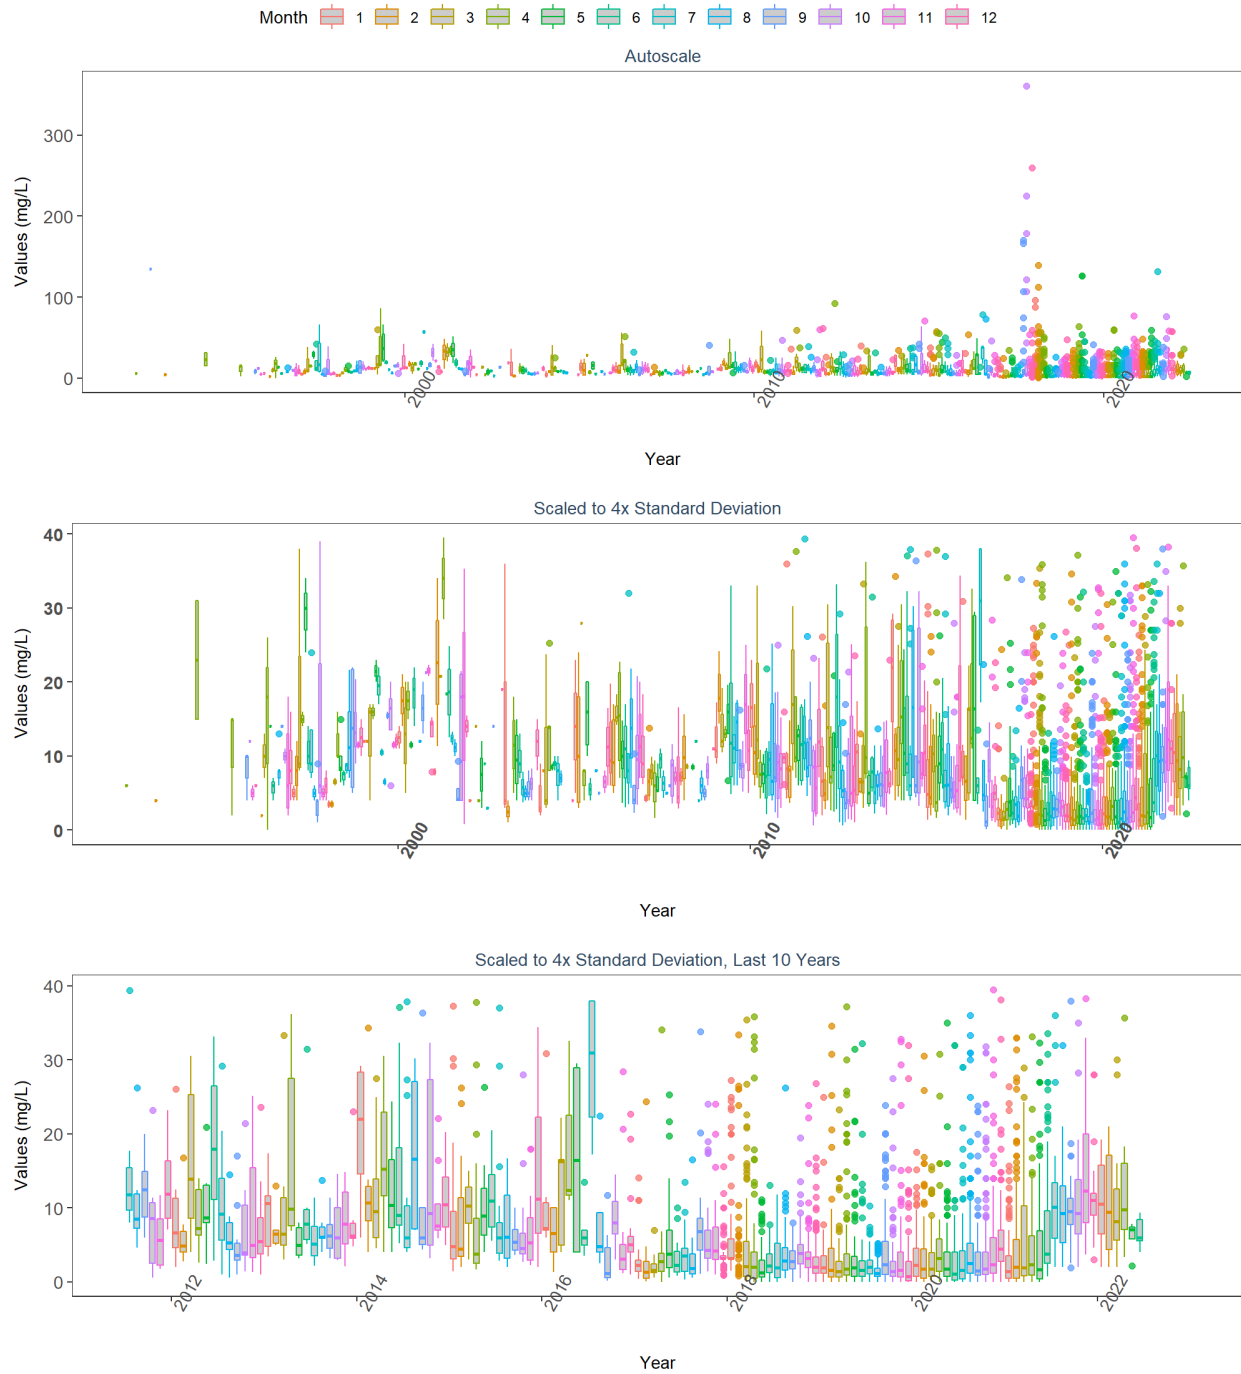 Month 1 2 3 4 5 6 7 8 9 10 11 12
Autoscale
Values (mg/L)
300
200
100
0
2000 2010 2020
Year
Scaled to 4x Standard Deviation
Values (mg/L)
40
30
20
10
0
2000 2010 2020
Year
Scaled to 4x Standard Deviation, Last 10 Years
Values (mg/L)
40
30
20
10
0
2012 2014 2016 2018 2020 2022
Year